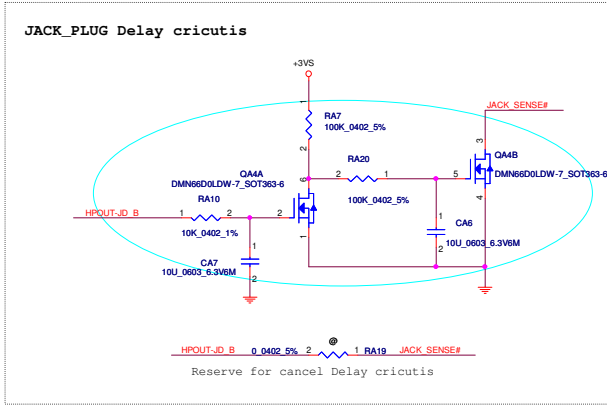 JACK_PLUG Delay cricutis
+3VS
JACK_SENSE#
1
RA7
100K_0402_5%
2
3
QA4B
DMN66D0LDW-7_SOT363-6
QA4A
DMN66D0LDW-7_SOT363-6
6
RA20
2
1
100K_0402_5%
5
4
RA10
HPOUT-JD_B
1
2
2
10K_0402_1%
1
1
CA6
10U_0603_6.3V6M
2
1
CA7
10U_0603_6.3V6M
2
@
HPOUT-JD_B 0_0402_5% 2 1 RA19 JACK_SENSE#
Reserve for cancel Delay cricutis